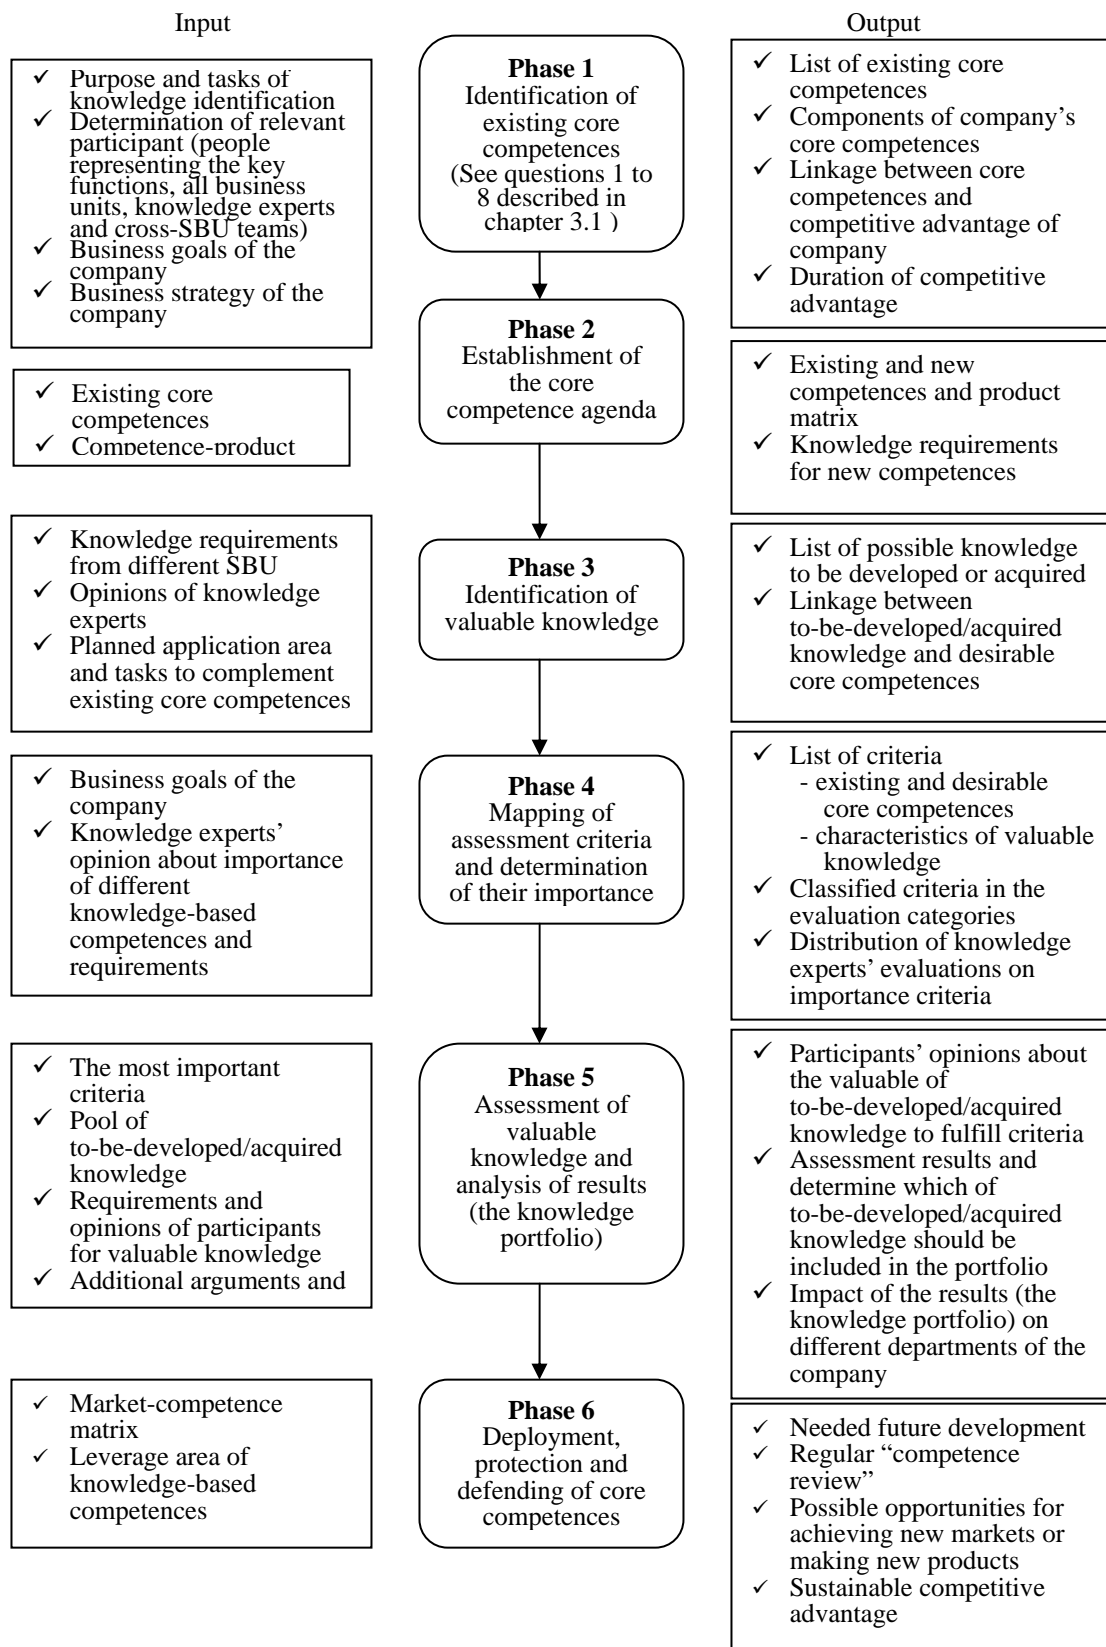 Input
Output
✓ Purpose and tasks of
knowledge identification
✓ Determination of relevant
participant (people
representing the key
functions, all business
units, knowledge experts
and cross-SBU teams)
✓ Business goals of the
company
✓ Business strategy of the
company
Phase 1
Identification of
existing core
competences
(See questions 1 to
8 described in
chapter 3.1 )
✓ List of existing core
competences
✓ Components of company’s
core competences
✓ Linkage between core
competences and
competitive advantage of
company
✓ Duration of competitive
advantage
✓ Existing core
competences
✓ Competence-product
Phase 2
Establishment of
the core
competence agenda
✓ Existing and new
competences and product
matrix
✓ Knowledge requirements
for new competences
✓ Knowledge requirements
from different SBU
✓ Opinions of knowledge
experts
✓ Planned application area
and tasks to complement
existing core competences
Phase 3
Identification of
valuable knowledge
✓ List of possible knowledge
to be developed or acquired
✓ Linkage between
to-be-developed/acquired
knowledge and desirable
core competences
✓ Business goals of the
company
✓ Knowledge experts’
opinion about importance
of different
knowledge-based
competences and
requirements
Phase 4
Mapping of
assessment criteria
and determination
of their importance
✓ List of criteria
- existing and desirable
core competences
- characteristics of valuable
knowledge
✓ Classified criteria in the
evaluation categories
✓ Distribution of knowledge
experts’ evaluations on
importance criteria
✓ The most important
criteria
✓ Pool of
to-be-developed/acquired
knowledge
✓ Requirements and
opinions of participants
for valuable knowledge
✓ Additional arguments and
Phase 5
Assessment of
valuable
knowledge and
analysis of results
(the knowledge
portfolio)
✓ Participants’ opinions about
the valuable of
to-be-developed/acquired
knowledge to fulfill criteria
✓ Assessment results and
determine which of
to-be-developed/acquired
knowledge should be
included in the portfolio
✓ Impact of the results (the
knowledge portfolio) on
different departments of the
company
✓ Market-competence
matrix
✓ Leverage area of
knowledge-based
competences
Phase 6
Deployment,
protection and
defending of core
competences
✓ Needed future development
✓ Regular “competence
review”
✓ Possible opportunities for
achieving new markets or
making new products
✓ Sustainable competitive
advantage